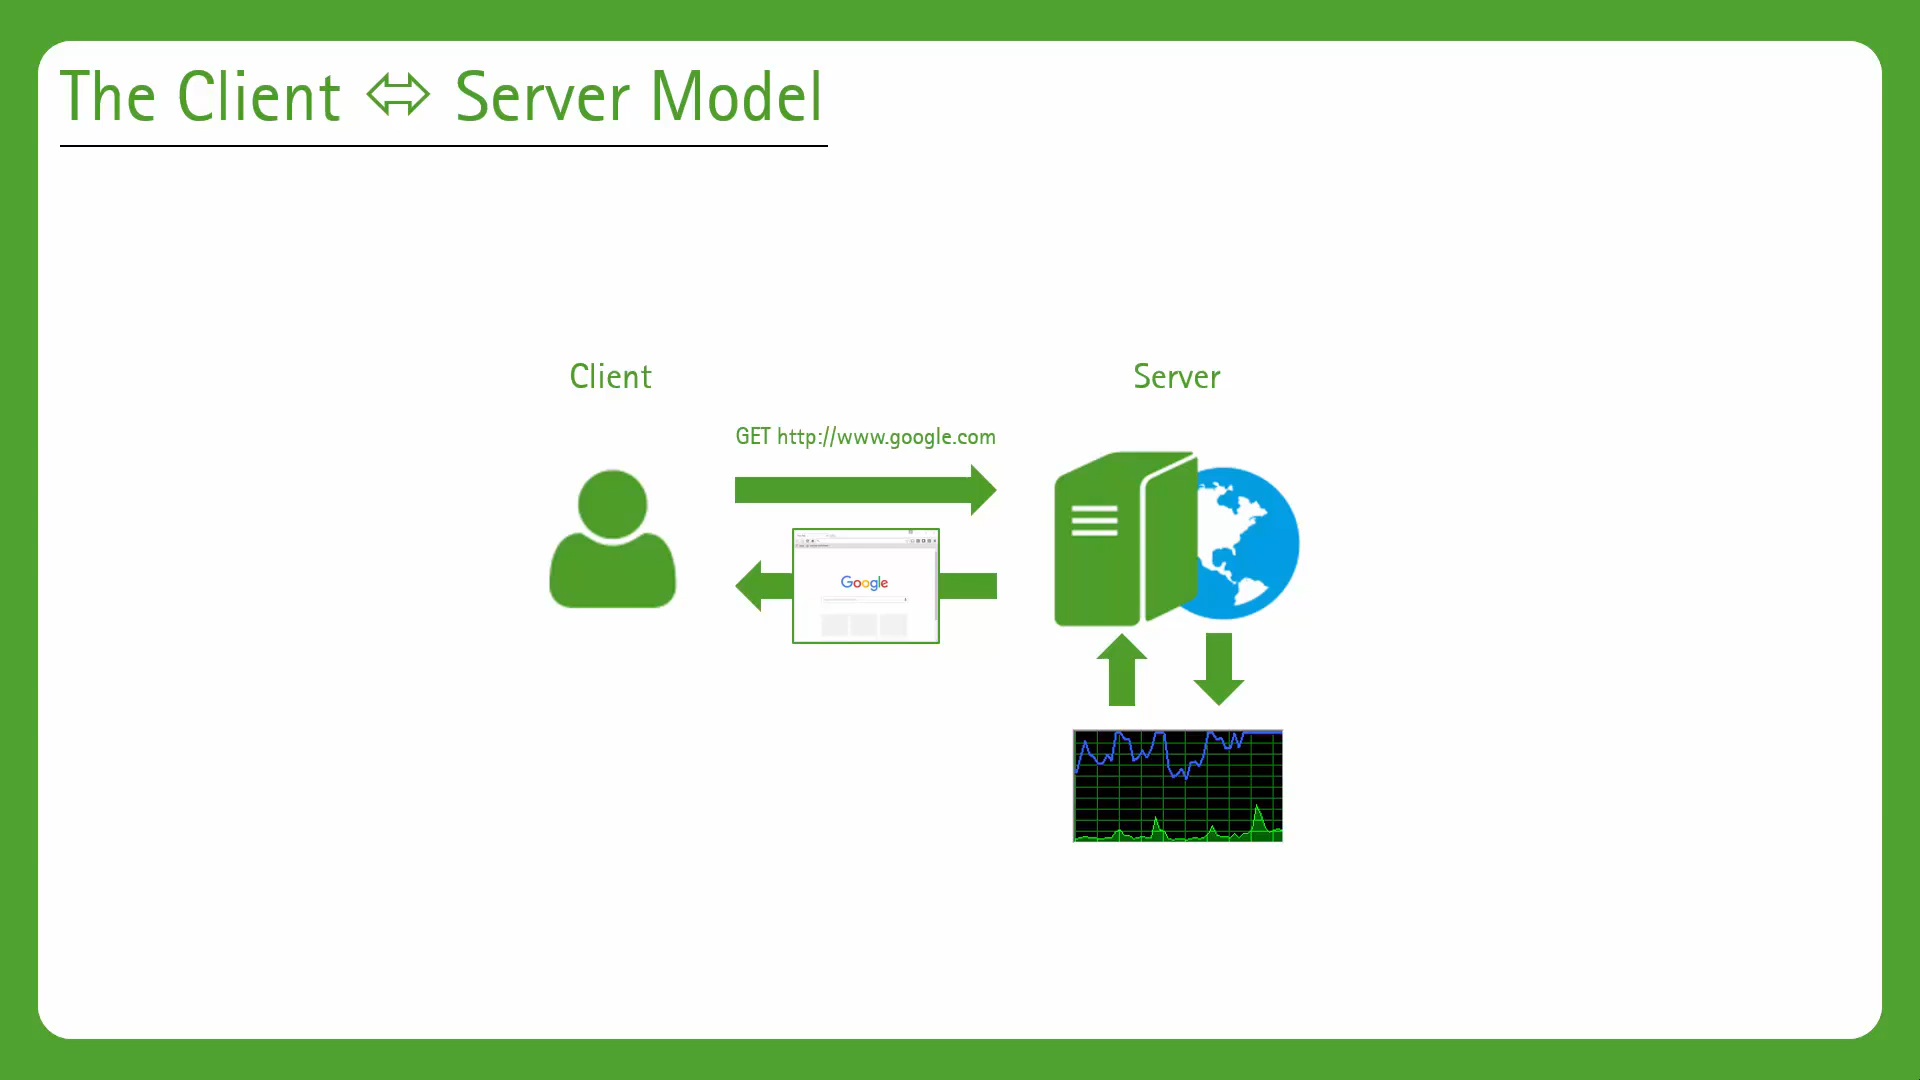 The Client ⬄ Server Model
Client
Server
GET http://www.google.com
Google